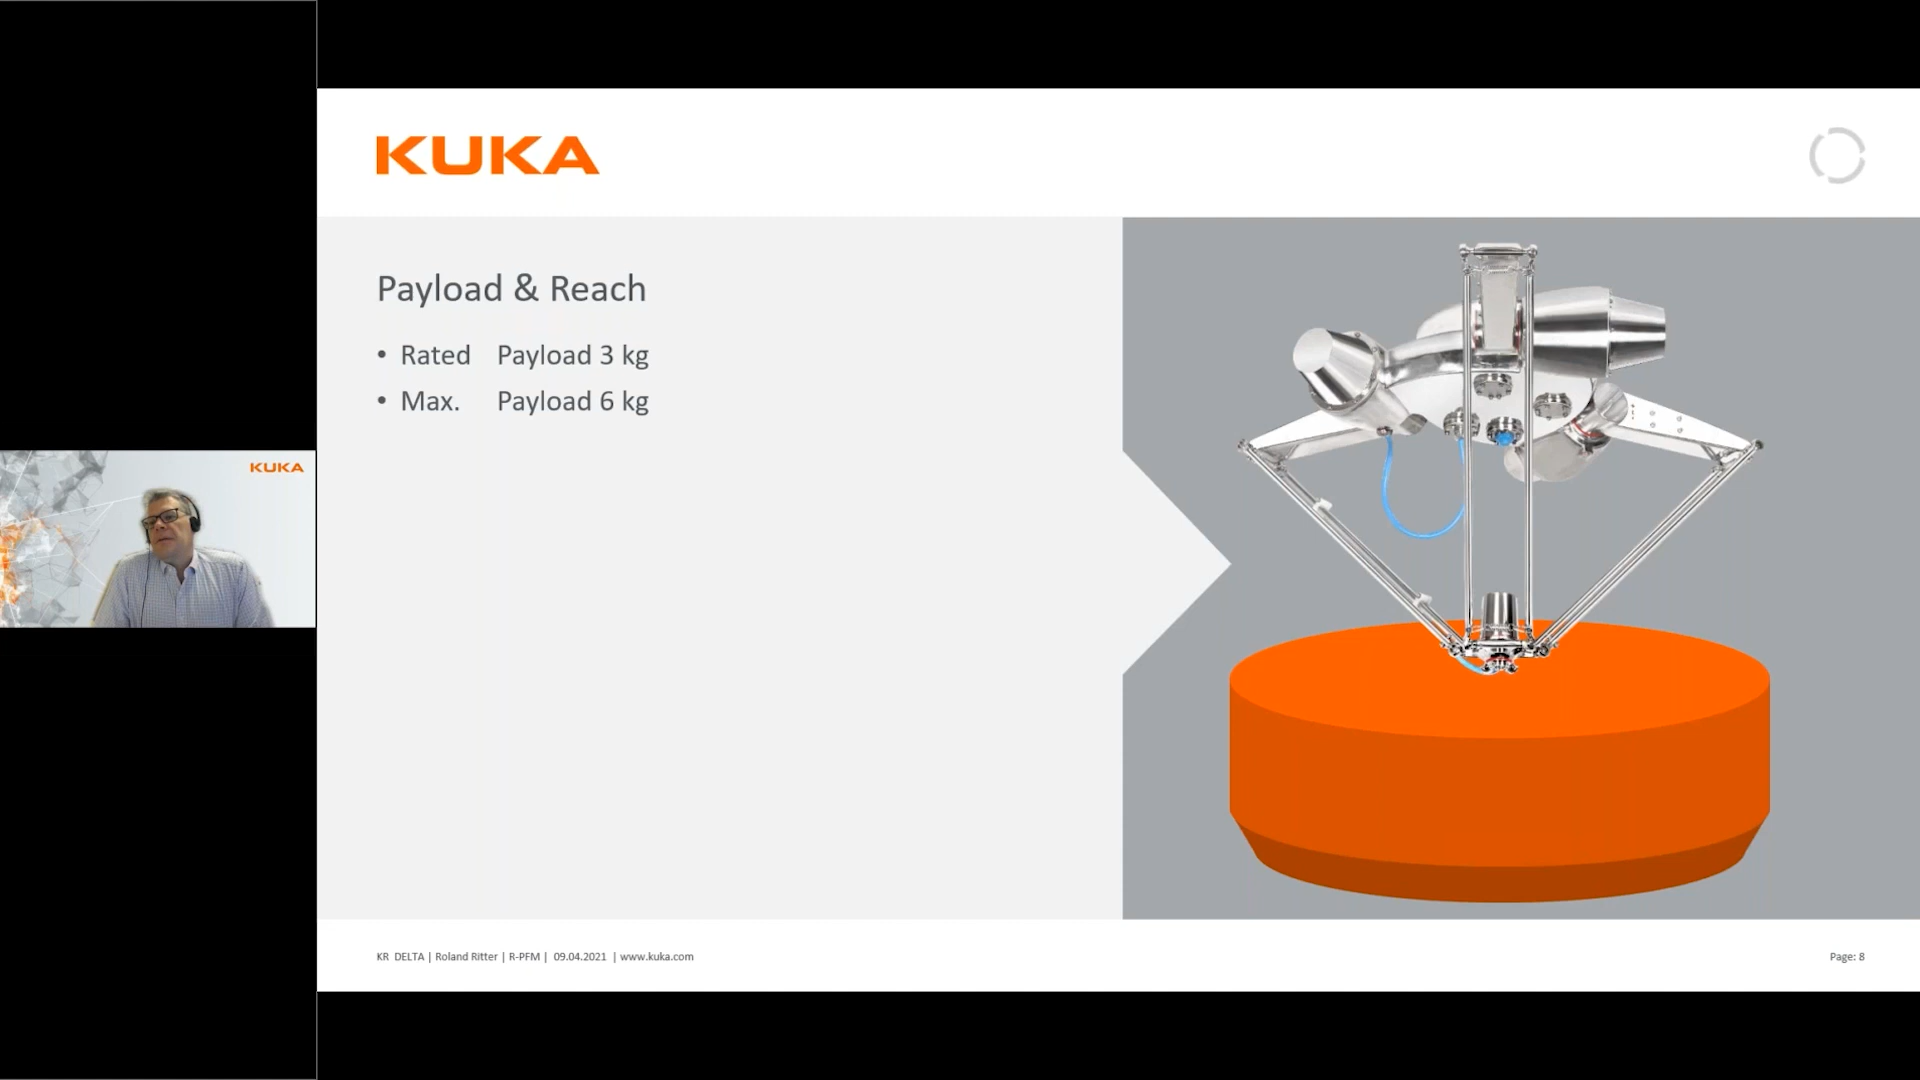 KUKA
Payload & Reach
• Rated Payload 3 kg
• Max. Payload 6 kg
KUKA
KR DELTA | Roland Ritter | R-PFM | 09.04.2021 | www.kuka.com
Page: 8